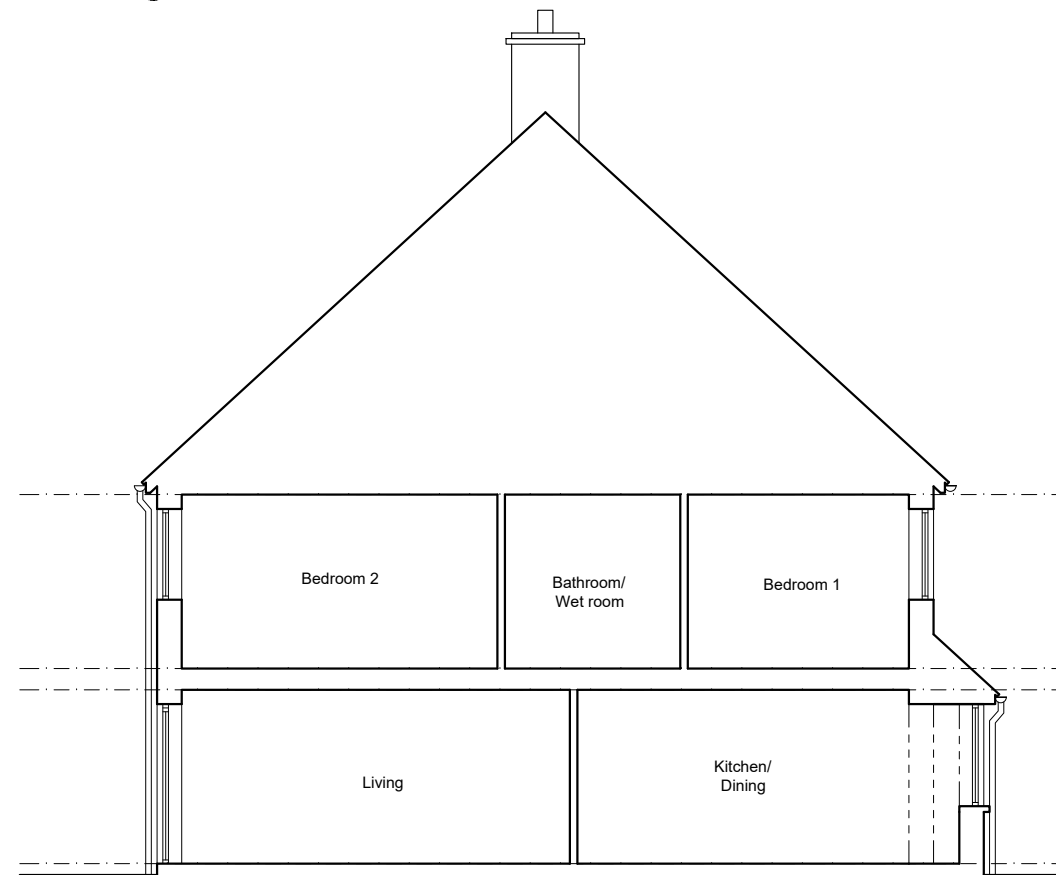 Bedroom 2
Bathroom/
Wet room
Bedroom 1
Living
Kitchen/
Dining